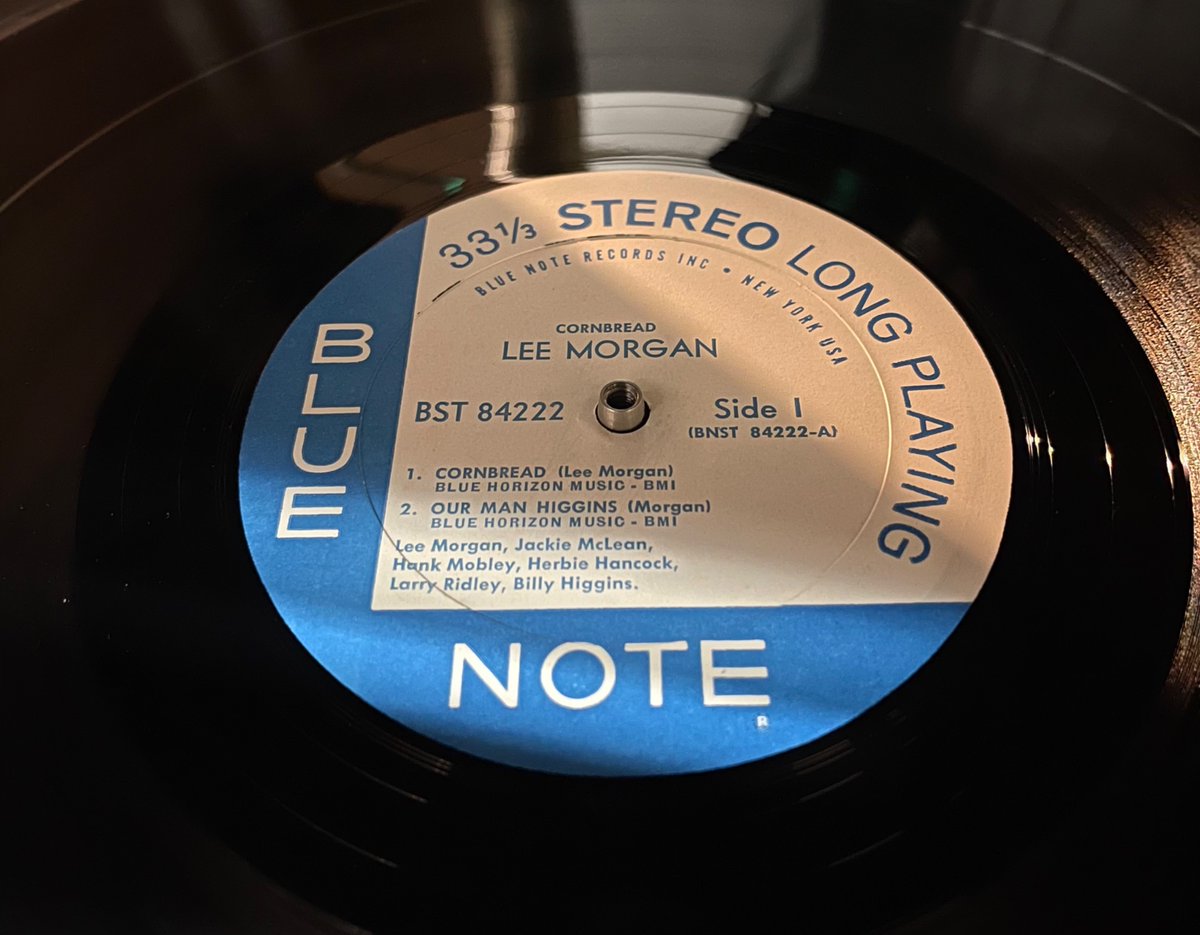 33⅓ STEREO LONG PLAYING
BLUE NOTE RECORDS INC • NEW YORK USA
CORNBREAD
LEE MORGAN
BST 84222
Side 1
(BNST 84222-A)
1. CORNBREAD (Lee Morgan)
BLUE HORIZON MUSIC - BMI
2. OUR MAN HIGGINS (Morgan)
BLUE HORIZON MUSIC - BMI
Lee Morgan, Jackie McLean,
Hank Mobley, Herbie Hancock,
Larry Ridley, Billy Higgins.
BLUE
NOTE
®